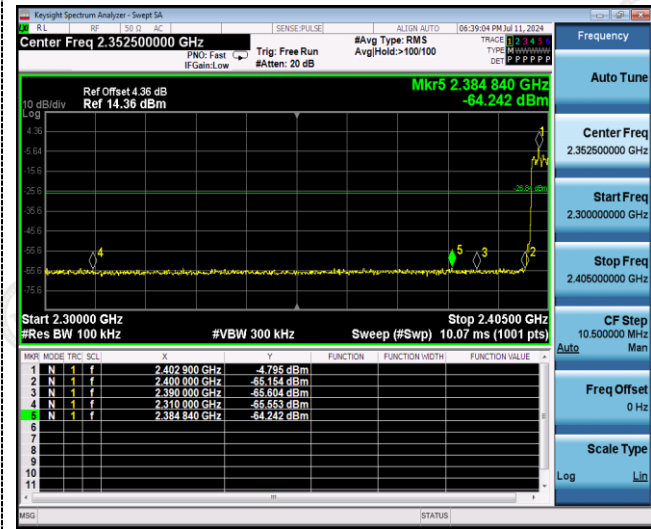 Keysight Spectrum Analyzer - Swept SA
RL RF 50 Ω AC SENSE:PULSE ALIGN AUTO 06:39:04 PM Jul 11, 2024
Center Freq 2.352500000 GHz
PNO: Fast
IFGain:Low
Trig: Free Run
#Atten: 20 dB
#Avg Type: RMS
Avg|Hold:>100/100
TRACE 1 2 3 4 5 6
TYPE M WWWWW
DET P P P P P P
Ref Offset 4.36 dB
10 dB/div Ref 14.36 dBm
Log
Mkr5 2.384 840 GHz
-64.242 dBm
4.36
-5.64
-15.6
-25.6
-35.6
-45.6
-55.6
-65.6
-75.6
1
4
5
3
2
Start 2.30000 GHz Stop 2.40500 GHz
#Res BW 100 kHz #VBW 300 kHz Sweep (#Swp) 10.07 ms (1001 pts)
MKR MODE TRC SCL X Y FUNCTION FUNCTION WIDTH FUNCTION VALUE
1 N 1 f 2.402 900 GHz -4.795 dBm
2 N 1 f 2.400 000 GHz -65.154 dBm
3 N 1 f 2.390 000 GHz -65.604 dBm
4 N 1 f 2.310 000 GHz -65.553 dBm
5 N 1 f 2.384 840 GHz -64.242 dBm
6
7
8
9
10
11
MSG STATUS
Frequency
Auto Tune
Center Freq
2.352500000 GHz
Start Freq
2.300000000 GHz
Stop Freq
2.405000000 GHz
CF Step
10.500000 MHz
Auto Man
Freq Offset
0 Hz
Scale Type
Log Lin